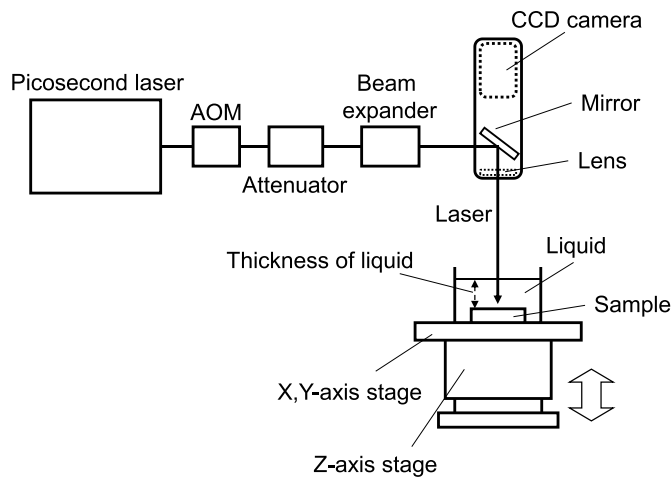 CCD camera
Picosecond laser
AOM
Beam
expander
Mirror
Attenuator
Lens
Laser
Thickness of liquid
Liquid
Sample
X,Y-axis stage
Z-axis stage